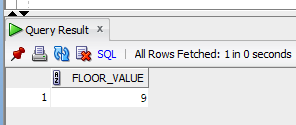 Query Result ×
SQL | All Rows Fetched: 1 in 0 seconds
FLOOR_VALUE
1 9